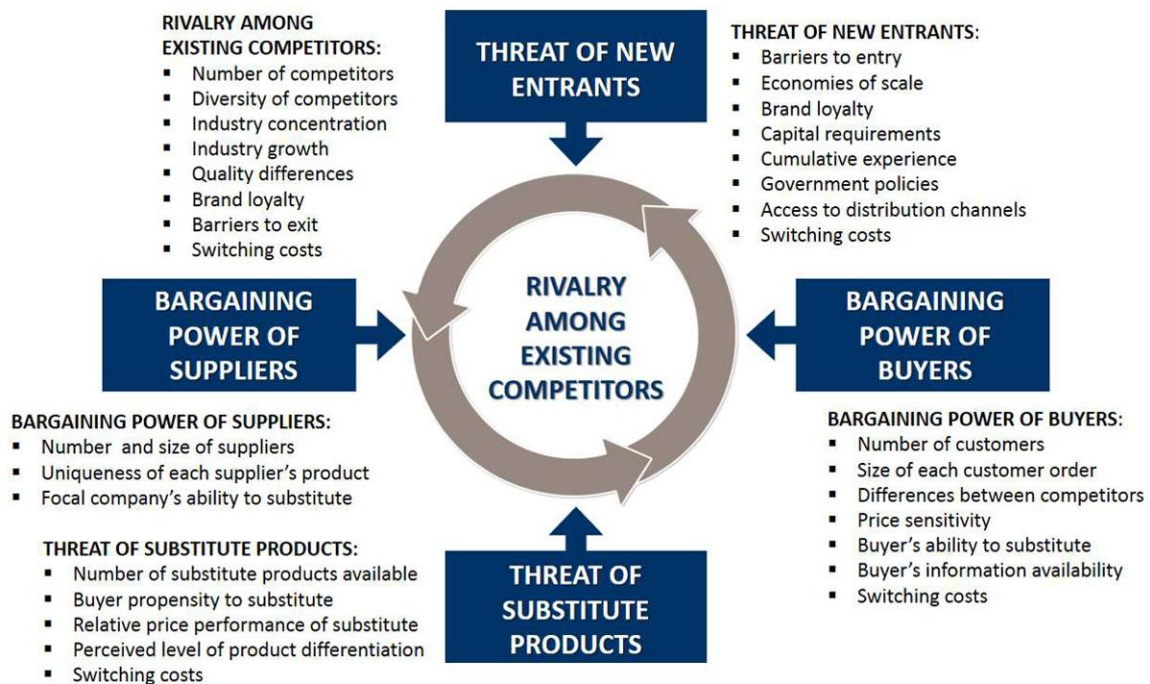 RIVALRY AMONG
EXISTING COMPETITORS:
▪ Number of competitors
▪ Diversity of competitors
▪ Industry concentration
▪ Industry growth
▪ Quality differences
▪ Brand loyalty
▪ Barriers to exit
▪ Switching costs
THREAT OF NEW
ENTRANTS
THREAT OF NEW ENTRANTS:
▪ Barriers to entry
▪ Economies of scale
▪ Brand loyalty
▪ Capital requirements
▪ Cumulative experience
▪ Government policies
▪ Access to distribution channels
▪ Switching costs
BARGAINING
POWER OF
SUPPLIERS
RIVALRY
AMONG
EXISTING
COMPETITORS
BARGAINING
POWER OF
BUYERS
BARGAINING POWER OF SUPPLIERS:
▪ Number and size of suppliers
▪ Uniqueness of each supplier’s product
▪ Focal company’s ability to substitute
BARGAINING POWER OF BUYERS:
▪ Number of customers
▪ Size of each customer order
▪ Differences between competitors
▪ Price sensitivity
▪ Buyer’s ability to substitute
▪ Buyer’s information availability
▪ Switching costs
THREAT OF SUBSTITUTE PRODUCTS:
▪ Number of substitute products available
▪ Buyer propensity to substitute
▪ Relative price performance of substitute
▪ Perceived level of product differentiation
▪ Switching costs
THREAT OF
SUBSTITUTE
PRODUCTS